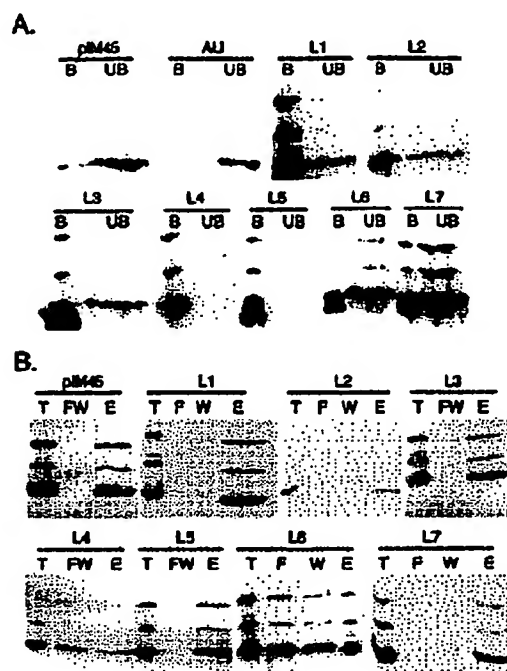 A.
pIM45 AU L1 L2
B UB B UB B UB B UB
L3 L4 L5 L6 L7
B UB B UB B UB B UB B UB
B.
pIM45 L1 L2 L3
T FW E T F W E T F W E T FW E
L4 L5 L6 L7
T FW E T FW E T F W E T F W E